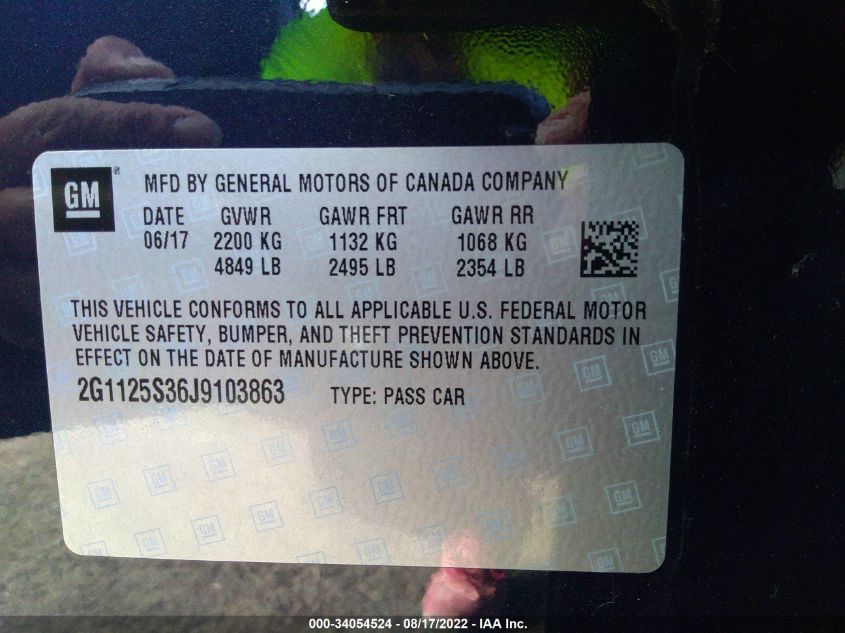 GM ®
MFD BY GENERAL MOTORS OF CANADA COMPANY
DATE GVWR GAWR FRT GAWR RR
06/17 2200 KG 1132 KG 1068 KG
4849 LB 2495 LB 2354 LB
THIS VEHICLE CONFORMS TO ALL APPLICABLE U.S. FEDERAL MOTOR
VEHICLE SAFETY, BUMPER, AND THEFT PREVENTION STANDARDS IN
EFFECT ON THE DATE OF MANUFACTURE SHOWN ABOVE.
2G1125S36J9103863 TYPE: PASS CAR
000-34054524 - 08/17/2022 - IAA Inc.